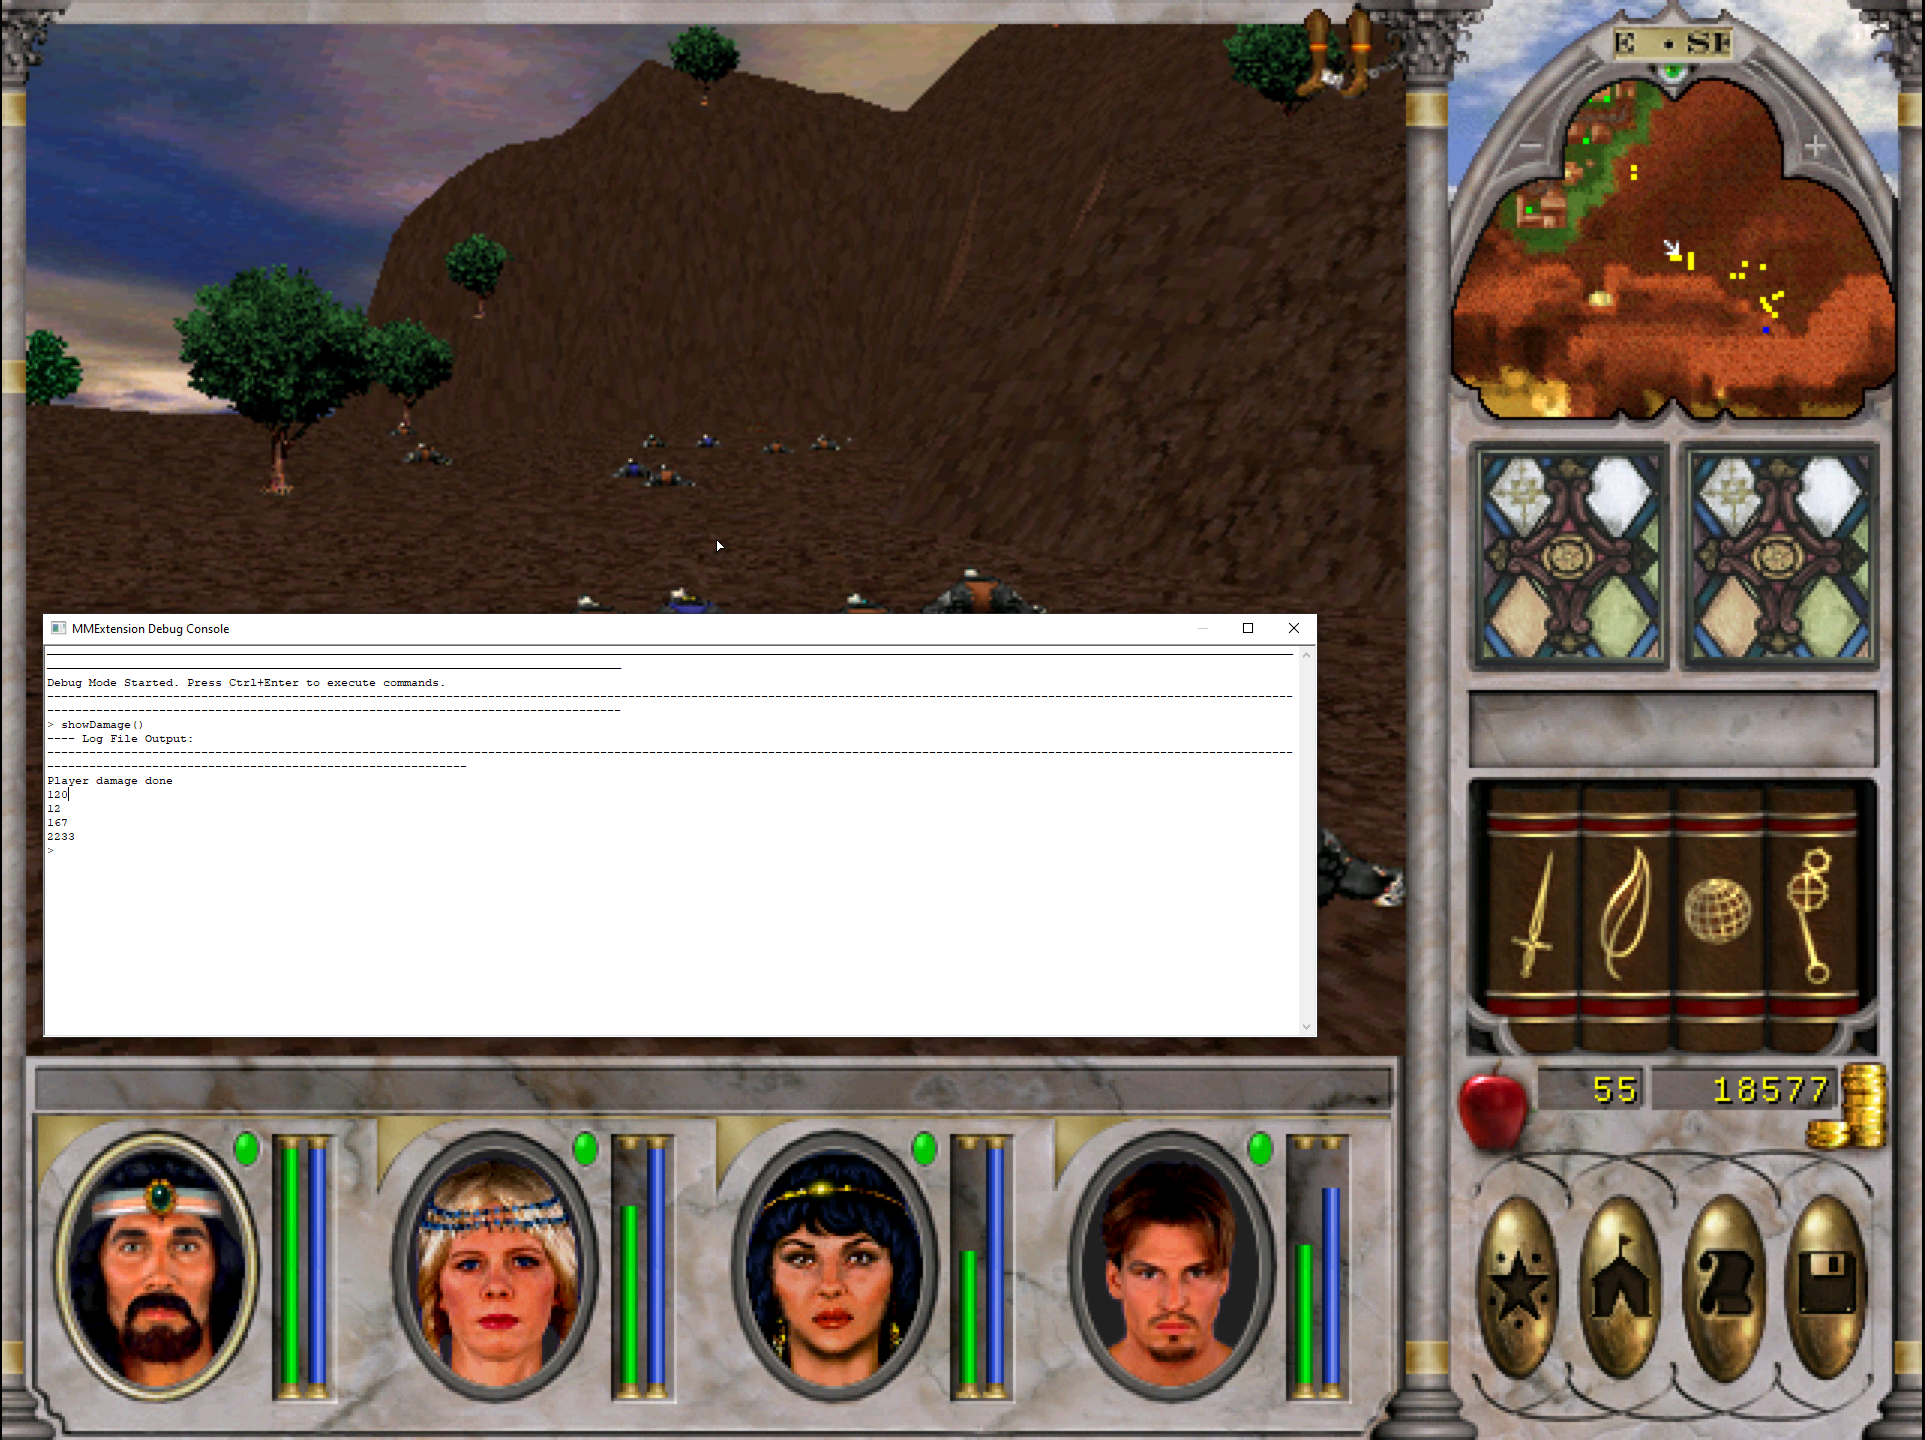 E • SE
MMExtension Debug Console
Debug Mode Started. Press Ctrl+Enter to execute commands.
> showDamage()
---- Log File Output:
Player damage done
120
12
167
2233
>
55
18577